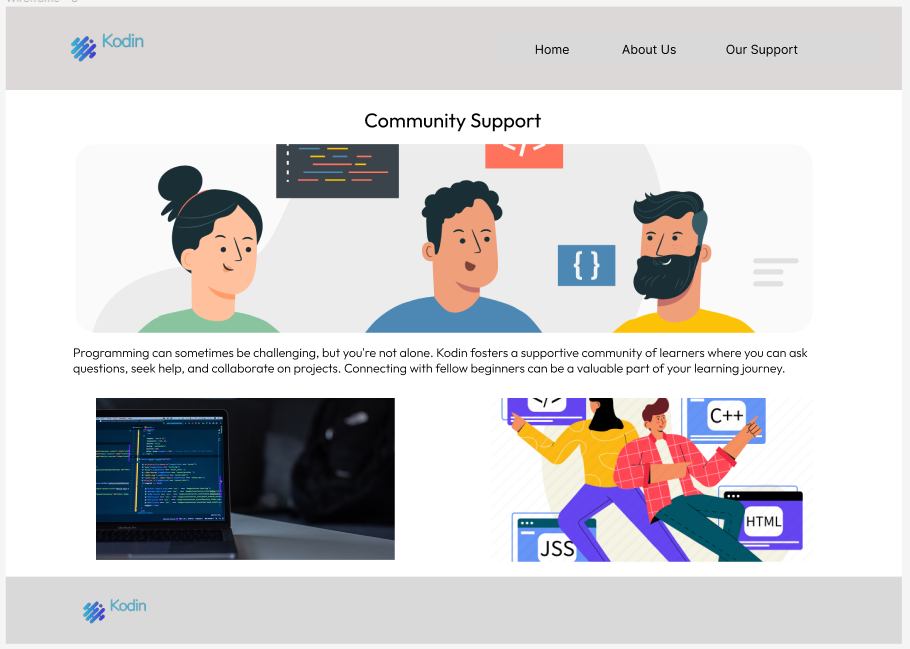 Kodin
Home
About Us
Our Support
Community Support
</>
{}
Programming can sometimes be challenging, but you're not alone. Kodin fosters a supportive community of learners where you can ask
questions, seek help, and collaborate on projects. Connecting with fellow beginners can be a valuable part of your learning journey.
</>
C++
HTML
JSS
Kodin